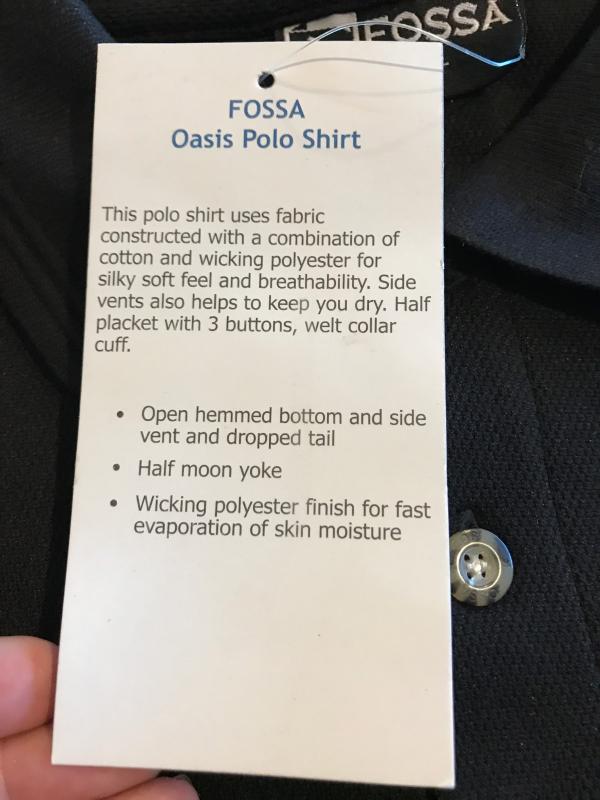 FOSSA
FOSSA
Oasis Polo Shirt
This polo shirt uses fabric
constructed with a combination of
cotton and wicking polyester for
silky soft feel and breathability. Side
vents also helps to keep you dry. Half
placket with 3 buttons, welt collar
cuff.
• Open hemmed bottom and side
vent and dropped tail
• Half moon yoke
• Wicking polyester finish for fast
evaporation of skin moisture